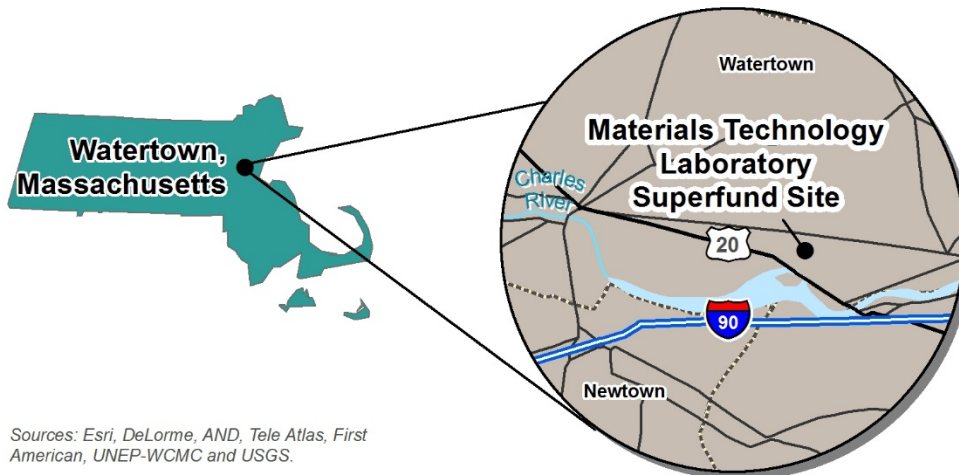 Watertown,
Massachusetts
Watertown
Materials Technology
Laboratory
Superfund Site
Charles
River
20
90
Newtown
Sources: Esri, DeLorme, AND, Tele Atlas, First
American, UNEP-WCMC and USGS.